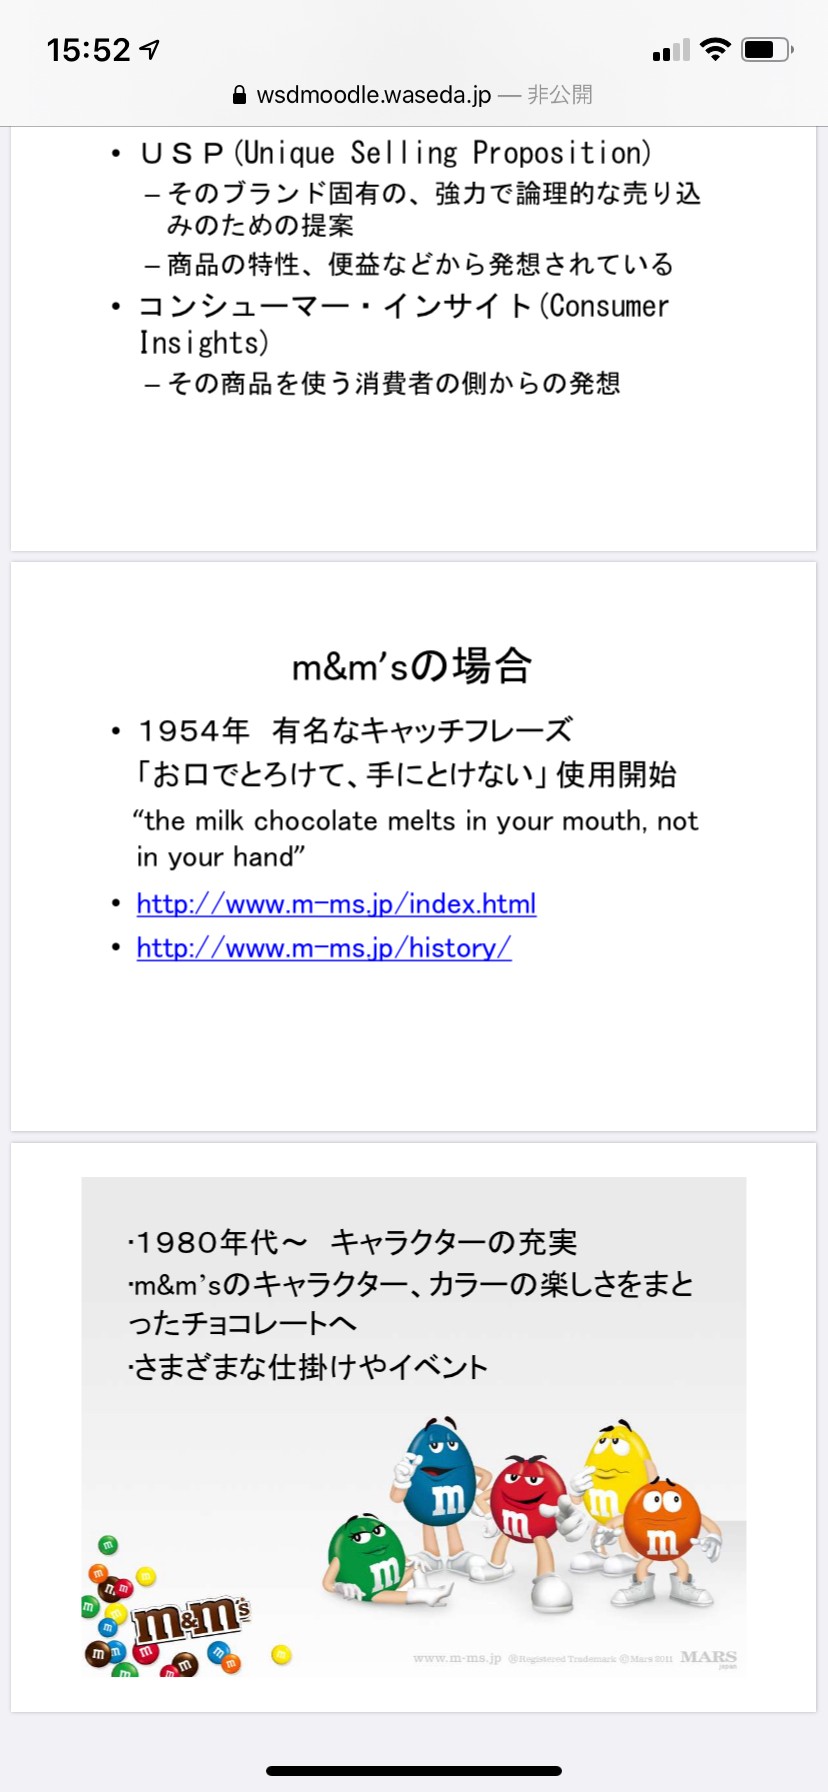 15:52
wsdmoodle.waseda.jp — 非公開
• ＵＳＰ(Unique Selling Proposition)
– そのブランド固有の、強力で論理的な売り込
みのための提案
– 商品の特性、便益などから発想されている
• コンシューマー・インサイト(Consumer
Insights)
– その商品を使う消費者の側からの発想
m&m’sの場合
• 1954年　有名なキャッチフレーズ
「お口でとろけて、手にとけない」使用開始
“the milk chocolate melts in your mouth, not
in your hand”
• http://www.m-ms.jp/index.html
• http://www.m-ms.jp/history/
・1980年代～　キャラクターの充実
・m&m’sのキャラクター、カラーの楽しさをまと
ったチョコレートへ
・さまざまな仕掛けやイベント
m
m
m
m
m
m&m's
www.m-ms.jp ®Registered Trademark ©Mars 2011 MARS
japan